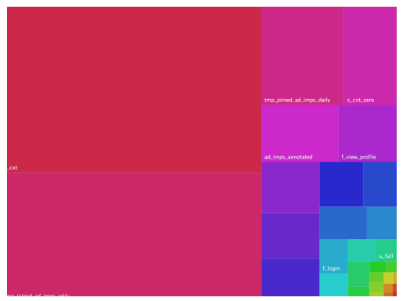 tmp_joined_ad_imps_daily
c_cxt_zero
ad_imps_annotated
f_view_profile
_cxt
u_full
f_login